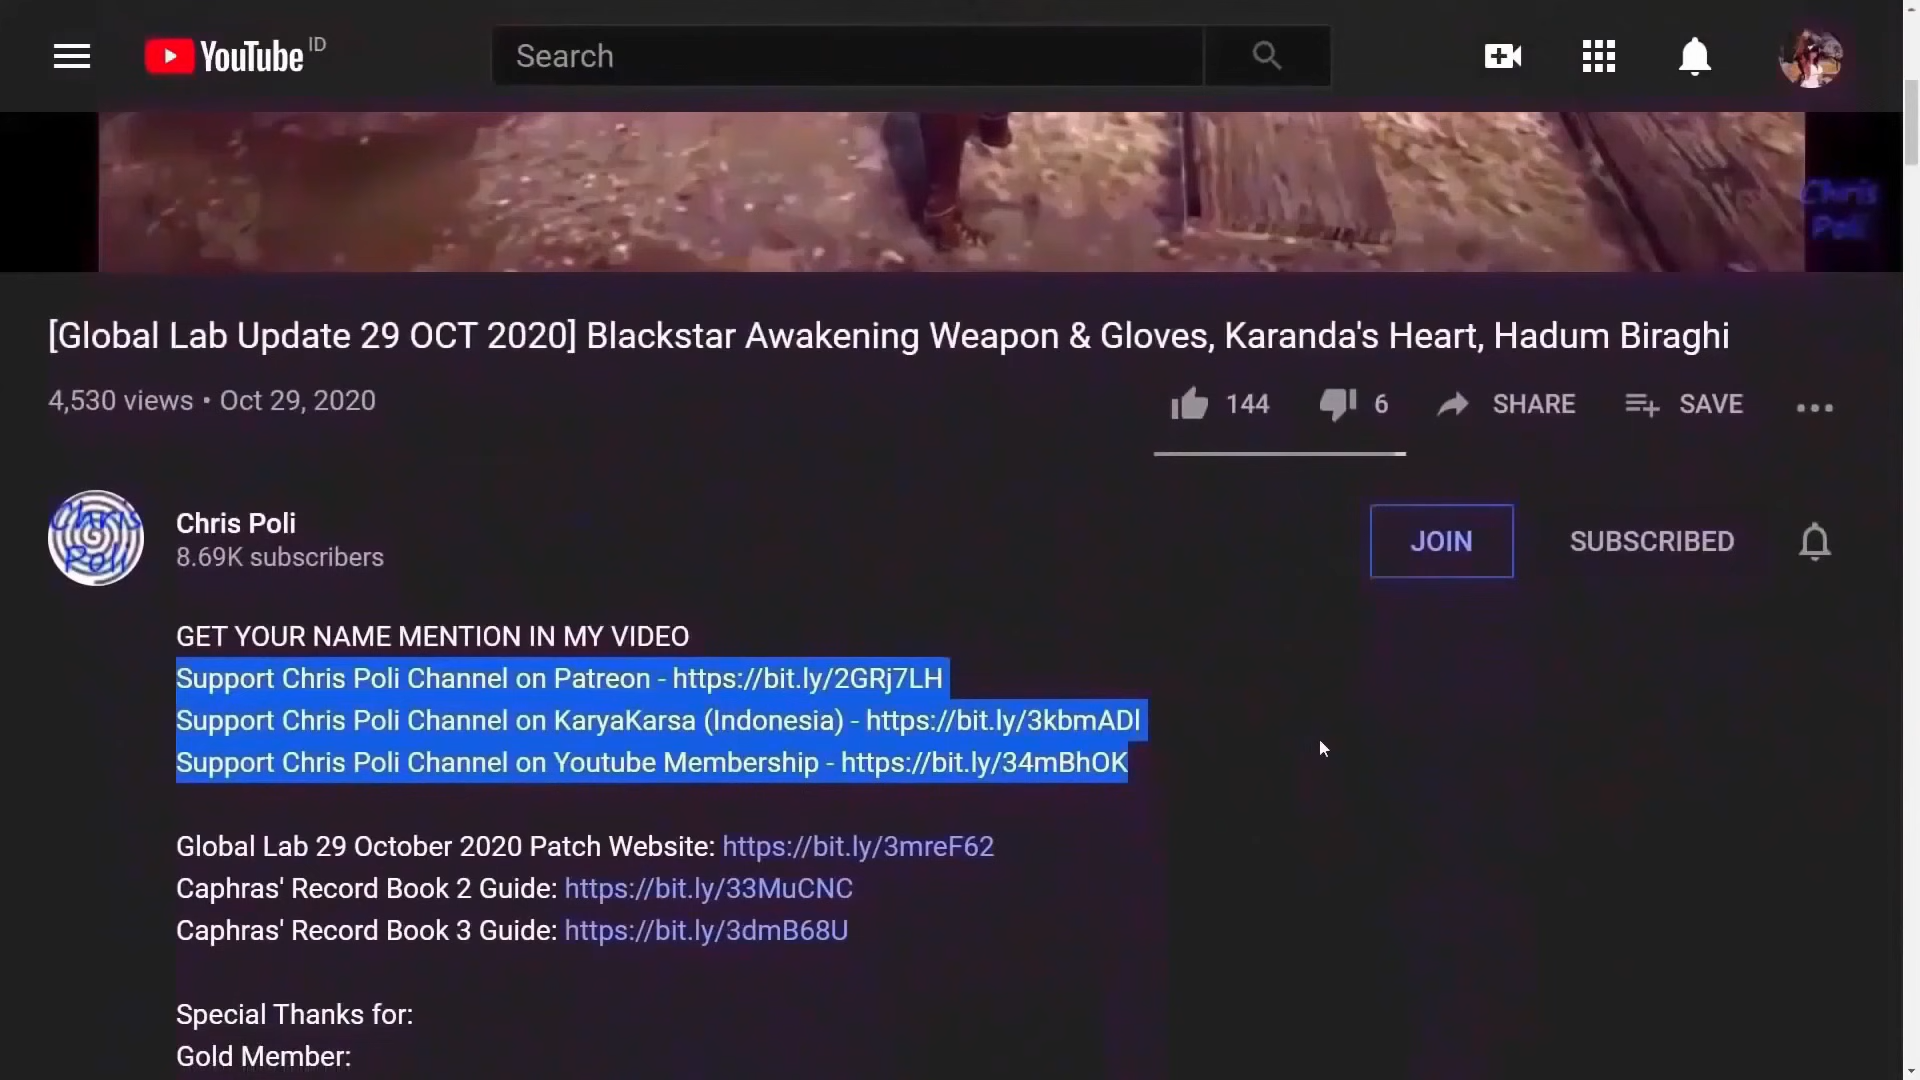 YouTube ID
Search
Chris
Poli
[Global Lab Update 29 OCT 2020] Blackstar Awakening Weapon & Gloves, Karanda's Heart, Hadum Biraghi
4,530 views • Oct 29, 2020
144
6
SHARE
SAVE
Chris
Poli
Chris Poli
8.69K subscribers
JOIN
SUBSCRIBED
GET YOUR NAME MENTION IN MY VIDEO
Support Chris Poli Channel on Patreon - https://bit.ly/2GRj7LH
Support Chris Poli Channel on KaryaKarsa (Indonesia) - https://bit.ly/3kbmADl
Support Chris Poli Channel on Youtube Membership - https://bit.ly/34mBhOK
Global Lab 29 October 2020 Patch Website: https://bit.ly/3mreF62
Caphras' Record Book 2 Guide: https://bit.ly/33MuCNC
Caphras' Record Book 3 Guide: https://bit.ly/3dmB68U
Special Thanks for:
Gold Member: